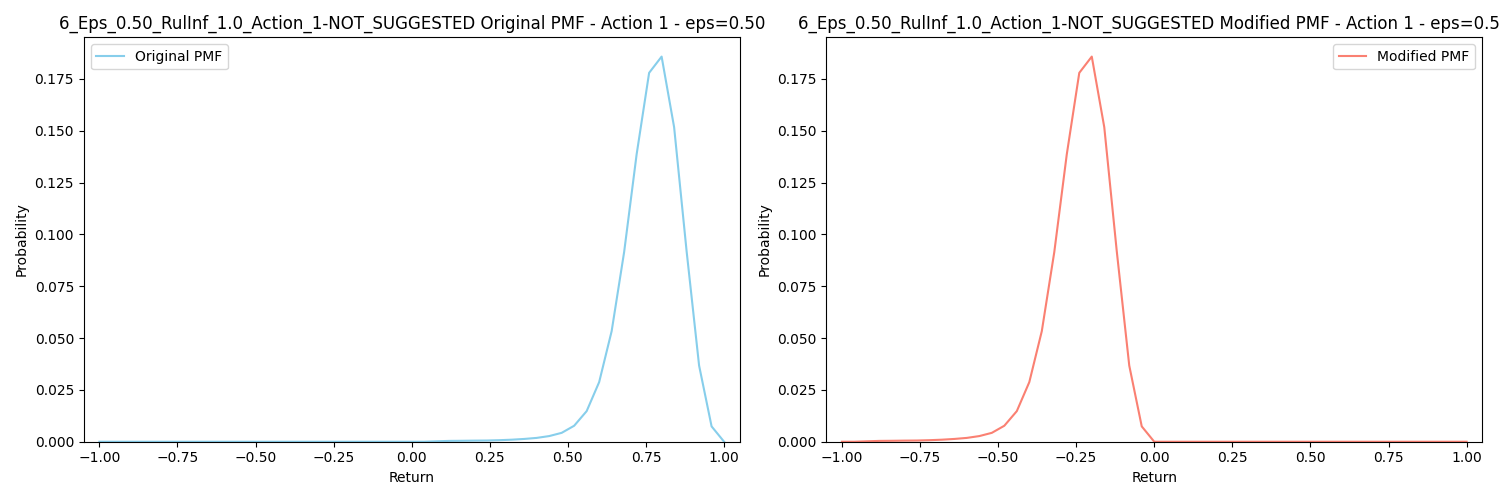 6_Eps_0.50_RulInf_1.0_Action_1-NOT_SUGGESTED Original PMF - Action 1 - eps=0.50
Original PMF
0.175
0.150
0.125
0.100
0.075
0.050
0.025
0.000
Probability
−1.00 −0.75 −0.50 −0.25 0.00 0.25 0.50 0.75 1.00
Return
6_Eps_0.50_RulInf_1.0_Action_1-NOT_SUGGESTED Modified PMF - Action 1 - eps=0.5
Modified PMF
0.175
0.150
0.125
0.100
0.075
0.050
0.025
0.000
Probability
−1.00 −0.75 −0.50 −0.25 0.00 0.25 0.50 0.75 1.00
Return